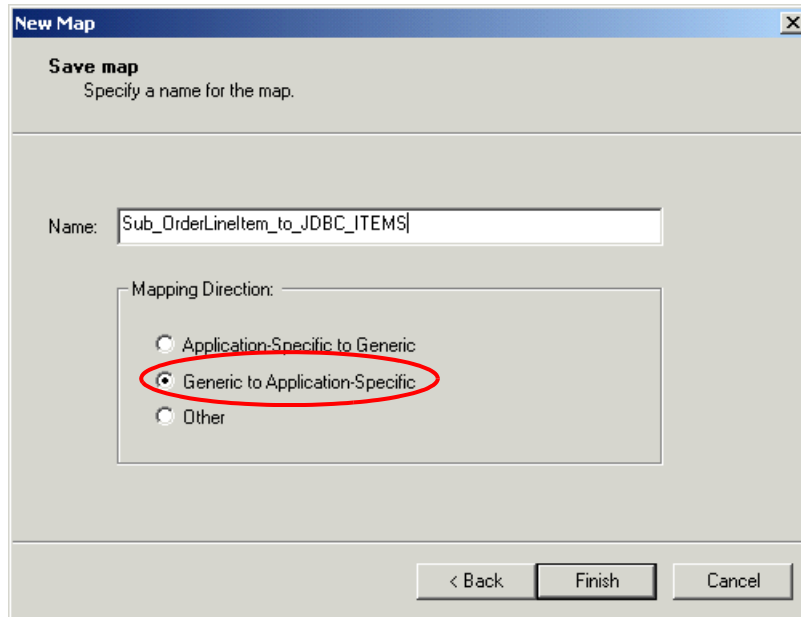 New Map
Save map
Specify a name for the map.
Name: Sub_OrderLineItem_to_JDBC_ITEMS
Mapping Direction:
Application-Specific to Generic
Generic to Application-Specific
Other
< Back Finish Cancel